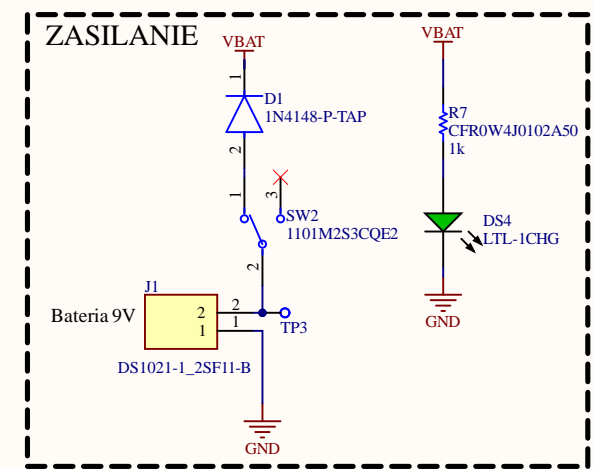 ZASILANIE
VBAT
1
D1
1N4148-P-TAP
2
1
3
SW2
1101M2S3CQE2
2
J1
Bateria 9V
2
2
1
1
TP3
DS1021-1_2SF11-B
GND
VBAT
R7
CFR0W4J0102A50
1k
DS4
LTL-1CHG
GND